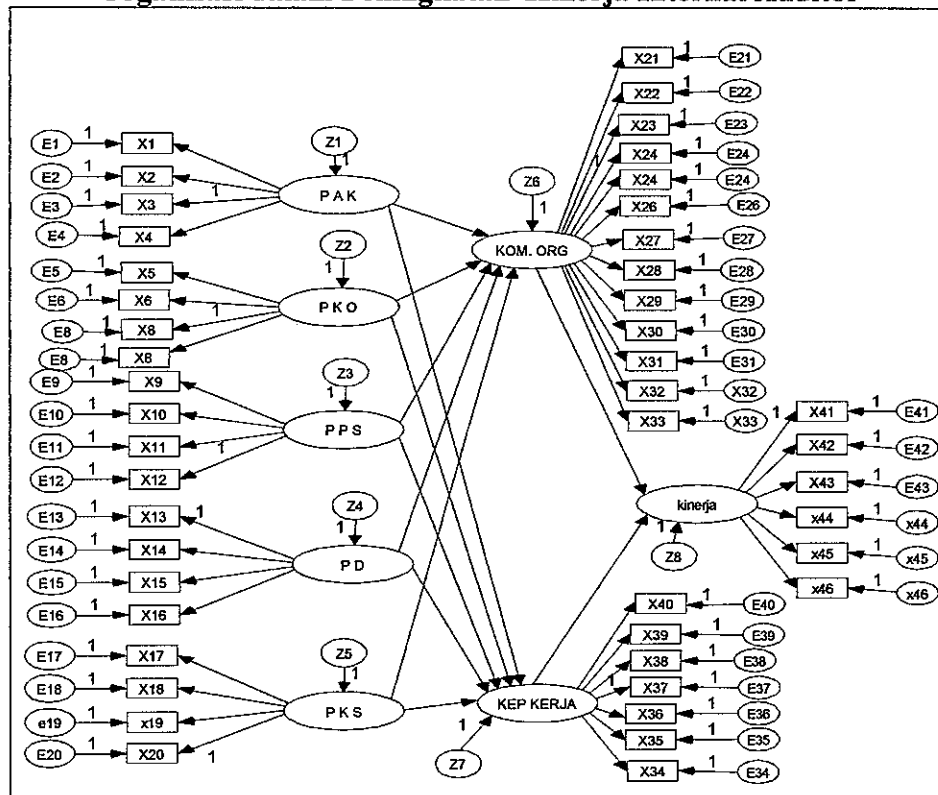 E1 1 X1
E2 1 X2
E3 1 X3
E4 1 X4
1
Z1
1
PAK
E5 1 X5
E6 1 X6
E8 1 X8
E8 1 X8
1
Z2
1
PKO
E9 1 X9
E10 1 X10
E11 1 X11
E12 1 X12
1
Z3
1
PPS
E13 1 X13
E14 1 X14
E15 1 X15
E16 1 X16
1
Z4
1
PD
E17 1 X17
E18 1 X18
e19 1 x19
E20 1 X20
1
Z5
1
PKS
Z6
1
KOM. ORG
1
X21 1 E21
X22 1 E22
X23 1 E23
X24 1 E24
X24 1 E24
X26 1 E26
X27 1 E27
X28 1 E28
X29 1 E29
X30 1 E30
X31 1 E31
X32 1 X32
X33 1 X33
kinerja
1
Z8
1
X41 1 E41
X42 1 E42
X43 1 E43
x44 1 x44
x45 1 x45
x46 1 x46
KEP KERJA
1
Z7
1
X40 1 E40
X39 1 E39
X38 1 E38
X37 1 E37
X36 1 E36
X35 1 E35
X34 1 E34